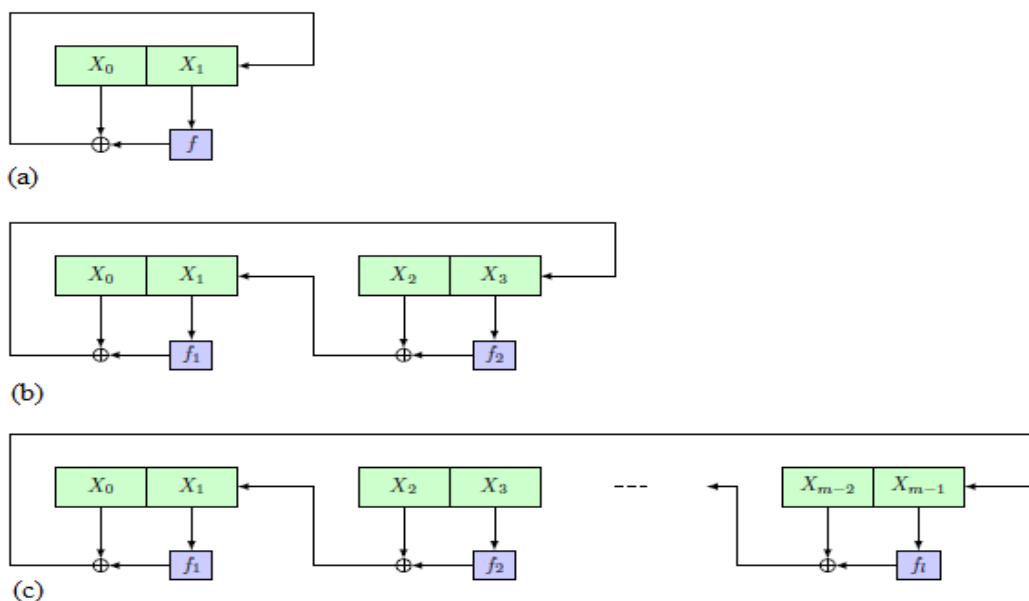 X₀ X₁
⊕ f
(a)
X₀ X₁ X₂ X₃
⊕ f₁ ⊕ f₂
(b)
X₀ X₁ X₂ X₃ --- Xₘ₋₂ Xₘ₋₁
⊕ f₁ ⊕ f₂ ⊕ fₗ
(c)